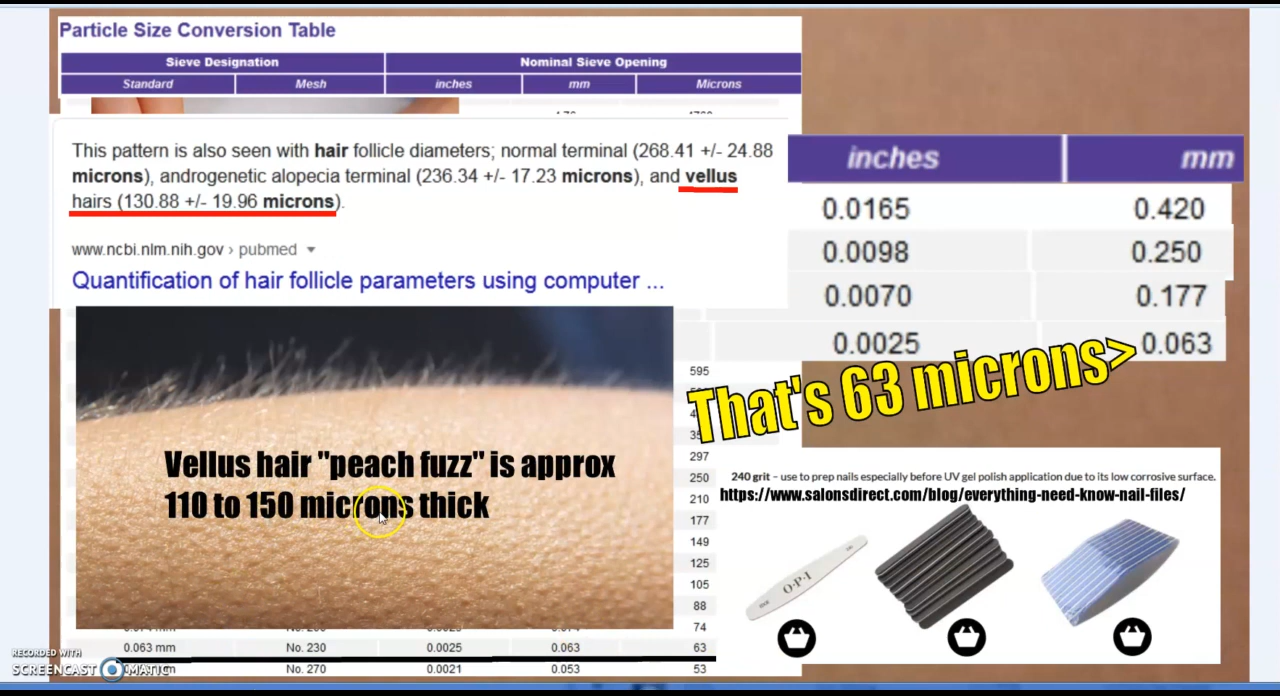 Particle Size Conversion Table
Sieve Designation Nominal Sieve Opening
Standard Mesh inches mm Microns
This pattern is also seen with hair follicle diameters; normal terminal (268.41 +/- 24.88
microns), androgenetic alopecia terminal (236.34 +/- 17.23 microns), and vellus
hairs (130.88 +/- 19.96 microns).
www.ncbi.nlm.nih.gov › pubmed
Quantification of hair follicle parameters using computer ...
inches mm
0.0165 0.420
0.0098 0.250
0.0070 0.177
0.0025 0.063
That's 63 microns>
Vellus hair "peach fuzz" is approx
110 to 150 microns thick
595
297
250
210
177
149
125
105
88
74
0.063 mm No. 230 0.0025 0.063 63
No. 270 0.0021 0.053 53
240 grit – use to prep nails especially before UV gel polish application due to its low corrosive surface.
https://www.salonsdirect.com/blog/everything-need-know-nail-files/
O·P·I
RECORDED WITH
SCREENCAST MATIC